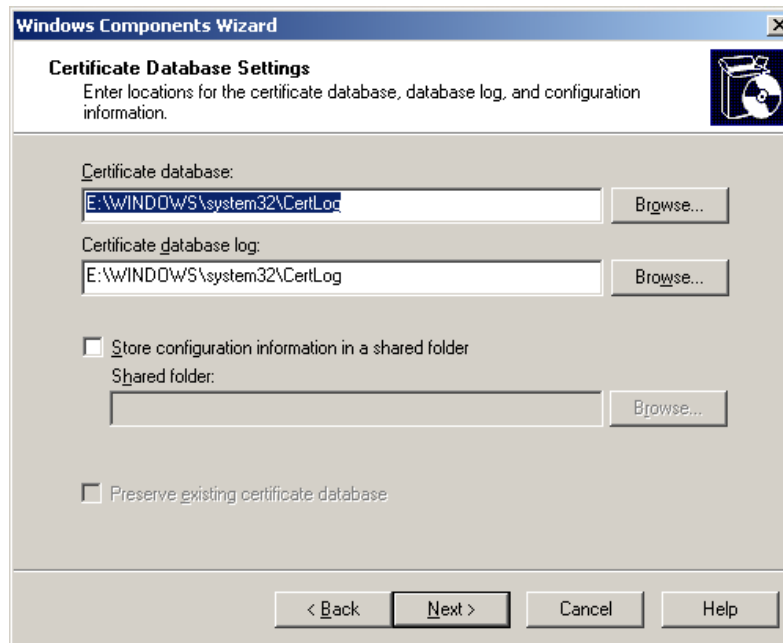 Windows Components Wizard
Certificate Database Settings
Enter locations for the certificate database, database log, and configuration
information.
Certificate database:
E:\WINDOWS\system32\CertLog
Browse...
Certificate database log:
E:\WINDOWS\system32\CertLog
Browse...
Store configuration information in a shared folder
Shared folder:
Browse...
Preserve existing certificate database
< Back
Next >
Cancel
Help